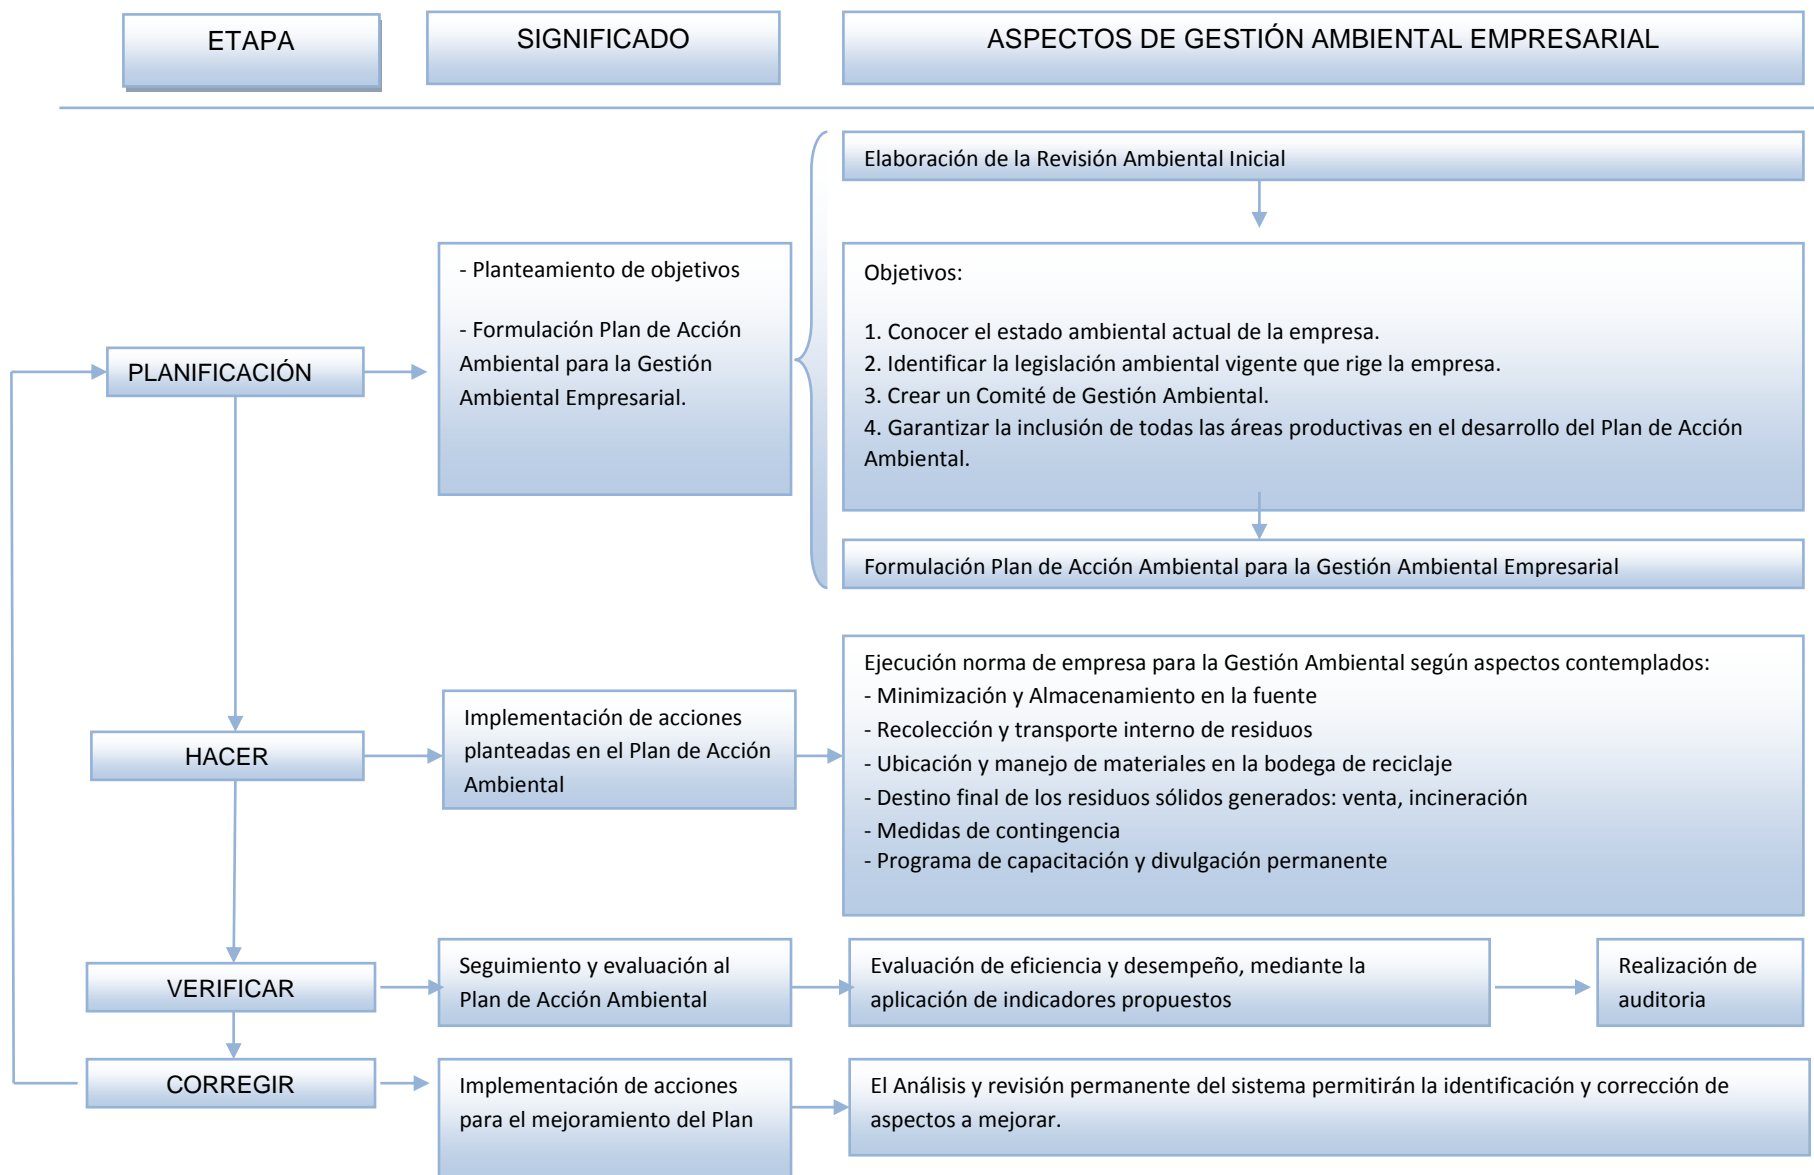 ETAPA
SIGNIFICADO
ASPECTOS DE GESTIÓN AMBIENTAL EMPRESARIAL
PLANIFICACIÓN
- Planteamiento de objetivos
- Formulación Plan de Acción
Ambiental para la Gestión
Ambiental Empresarial.
Elaboración de la Revisión Ambiental Inicial
Objetivos:
1. Conocer el estado ambiental actual de la empresa.
2. Identificar la legislación ambiental vigente que rige la empresa.
3. Crear un Comité de Gestión Ambiental.
4. Garantizar la inclusión de todas las áreas productivas en el desarrollo del Plan de Acción
Ambiental.
Formulación Plan de Acción Ambiental para la Gestión Ambiental Empresarial
HACER
Implementación de acciones
planteadas en el Plan de Acción
Ambiental
Ejecución norma de empresa para la Gestión Ambiental según aspectos contemplados:
- Minimización y Almacenamiento en la fuente
- Recolección y transporte interno de residuos
- Ubicación y manejo de materiales en la bodega de reciclaje
- Destino final de los residuos sólidos generados: venta, incineración
- Medidas de contingencia
- Programa de capacitación y divulgación permanente
VERIFICAR
Seguimiento y evaluación al
Plan de Acción Ambiental
Evaluación de eficiencia y desempeño, mediante la
aplicación de indicadores propuestos
Realización de
auditoria
CORREGIR
Implementación de acciones
para el mejoramiento del Plan
El Análisis y revisión permanente del sistema permitirán la identificación y corrección de
aspectos a mejorar.